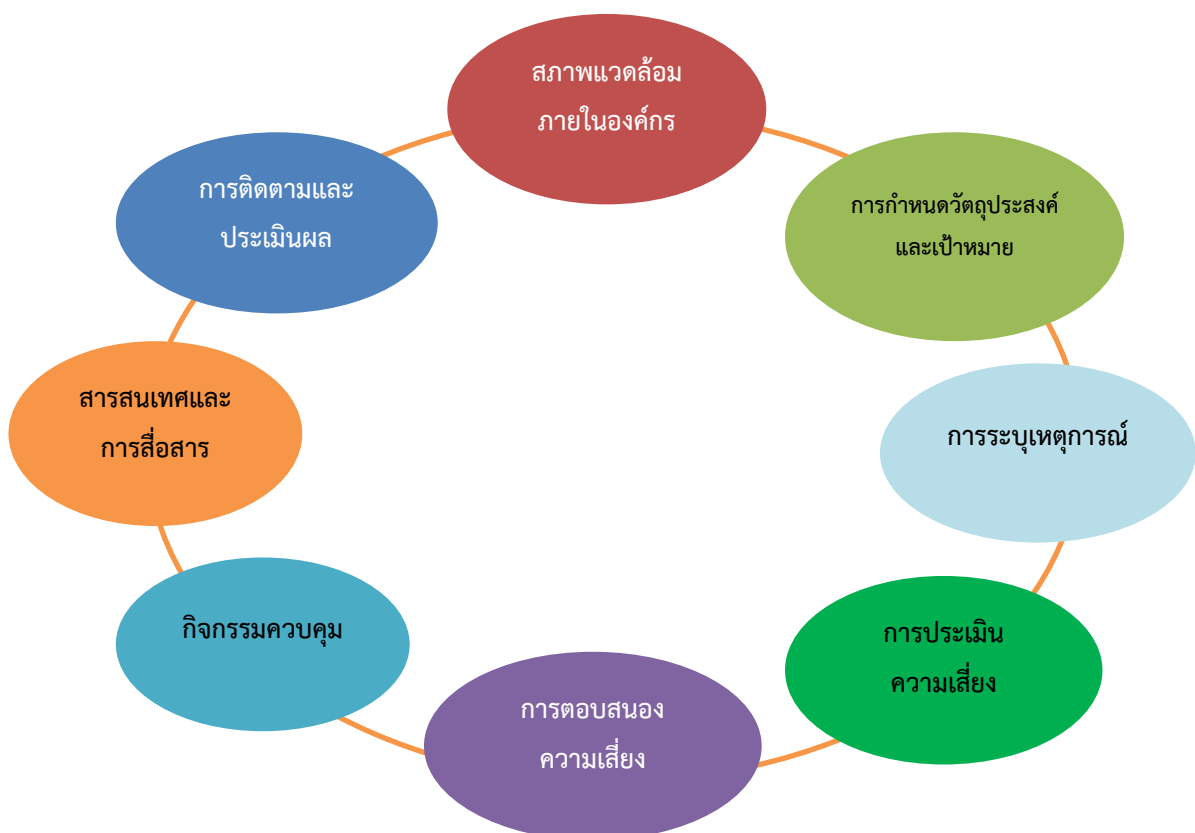 สภาพแวดล้อม
ภายในองค์กร
การกำหนดวัตถุประสงค์
และเป้าหมาย
การระบุเหตุการณ์
การประเมิน
ความเสี่ยง
การตอบสนอง
ความเสี่ยง
กิจกรรมควบคุม
สารสนเทศและ
การสื่อสาร
การติดตามและ
ประเมินผล